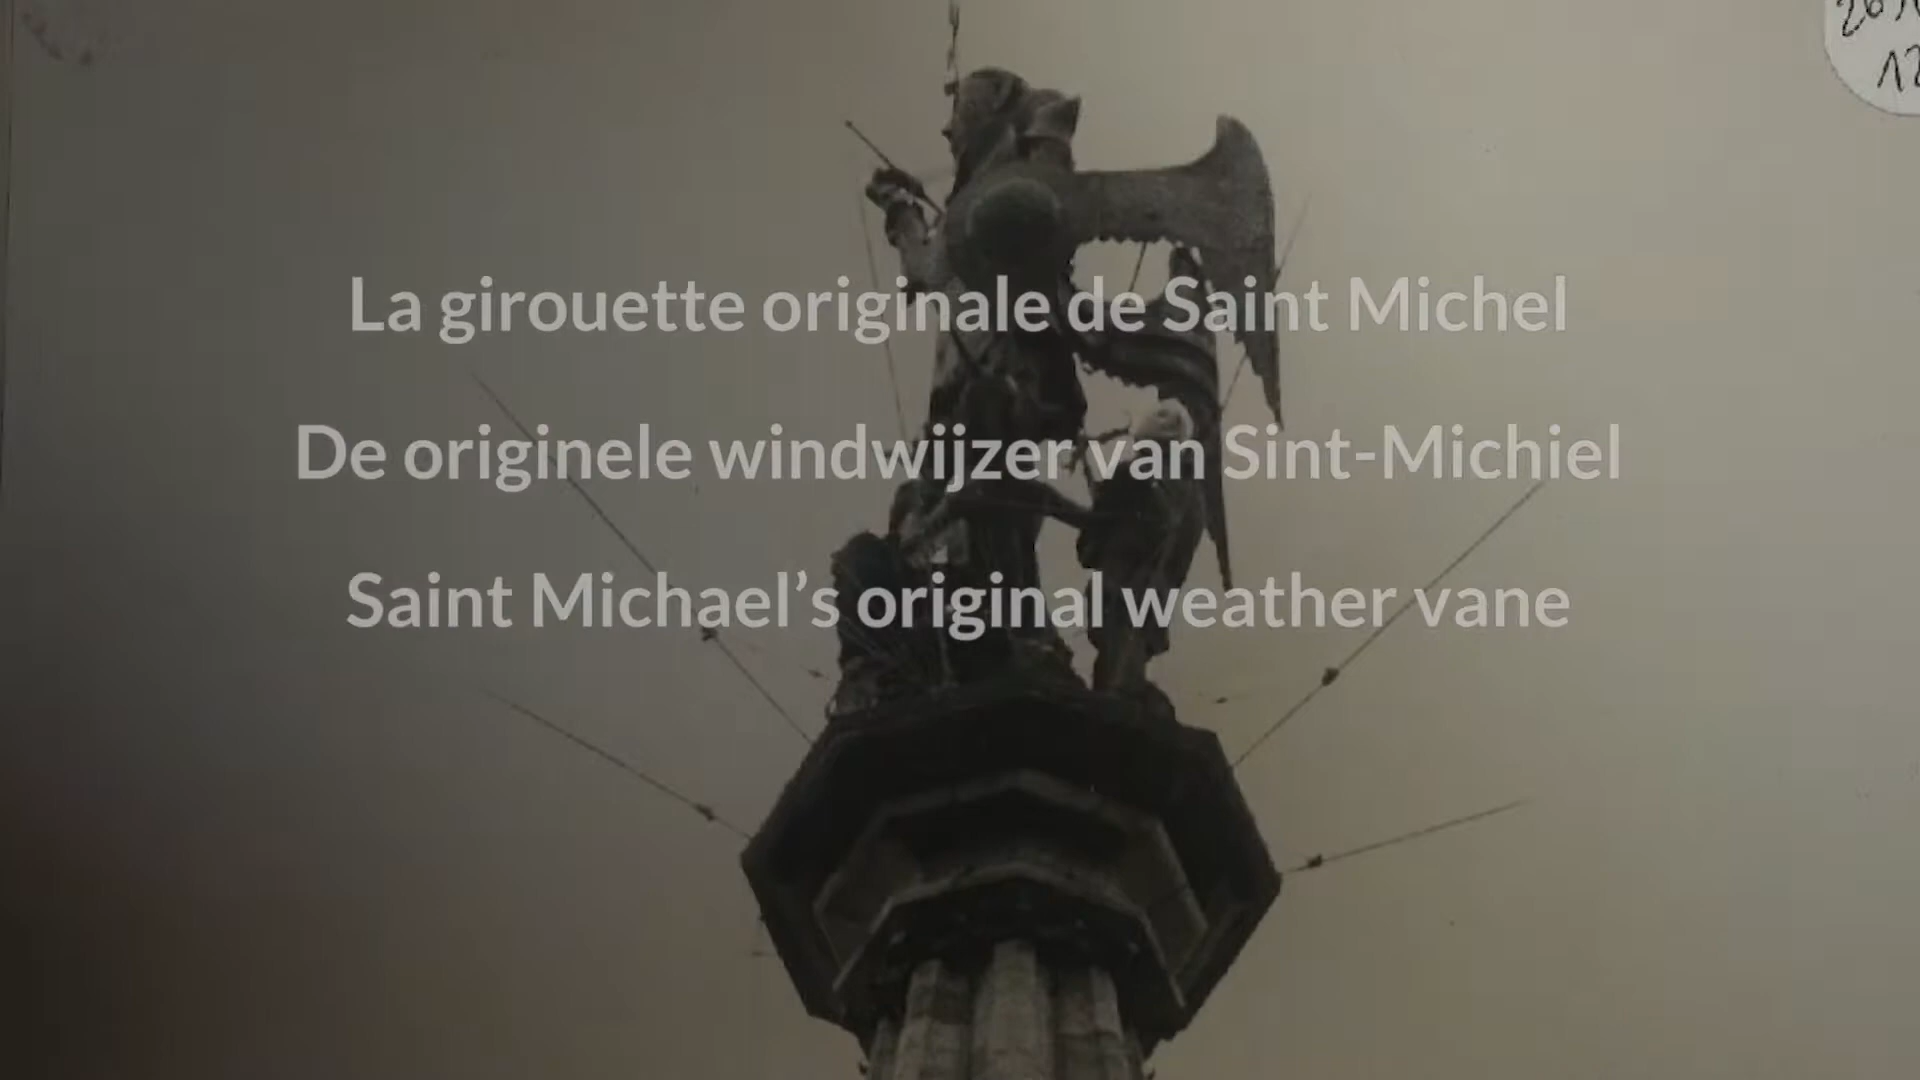 La girouette originale de Saint Michel
De originele windwijzer van Sint-Michiel
Saint Michael’s original weather vane